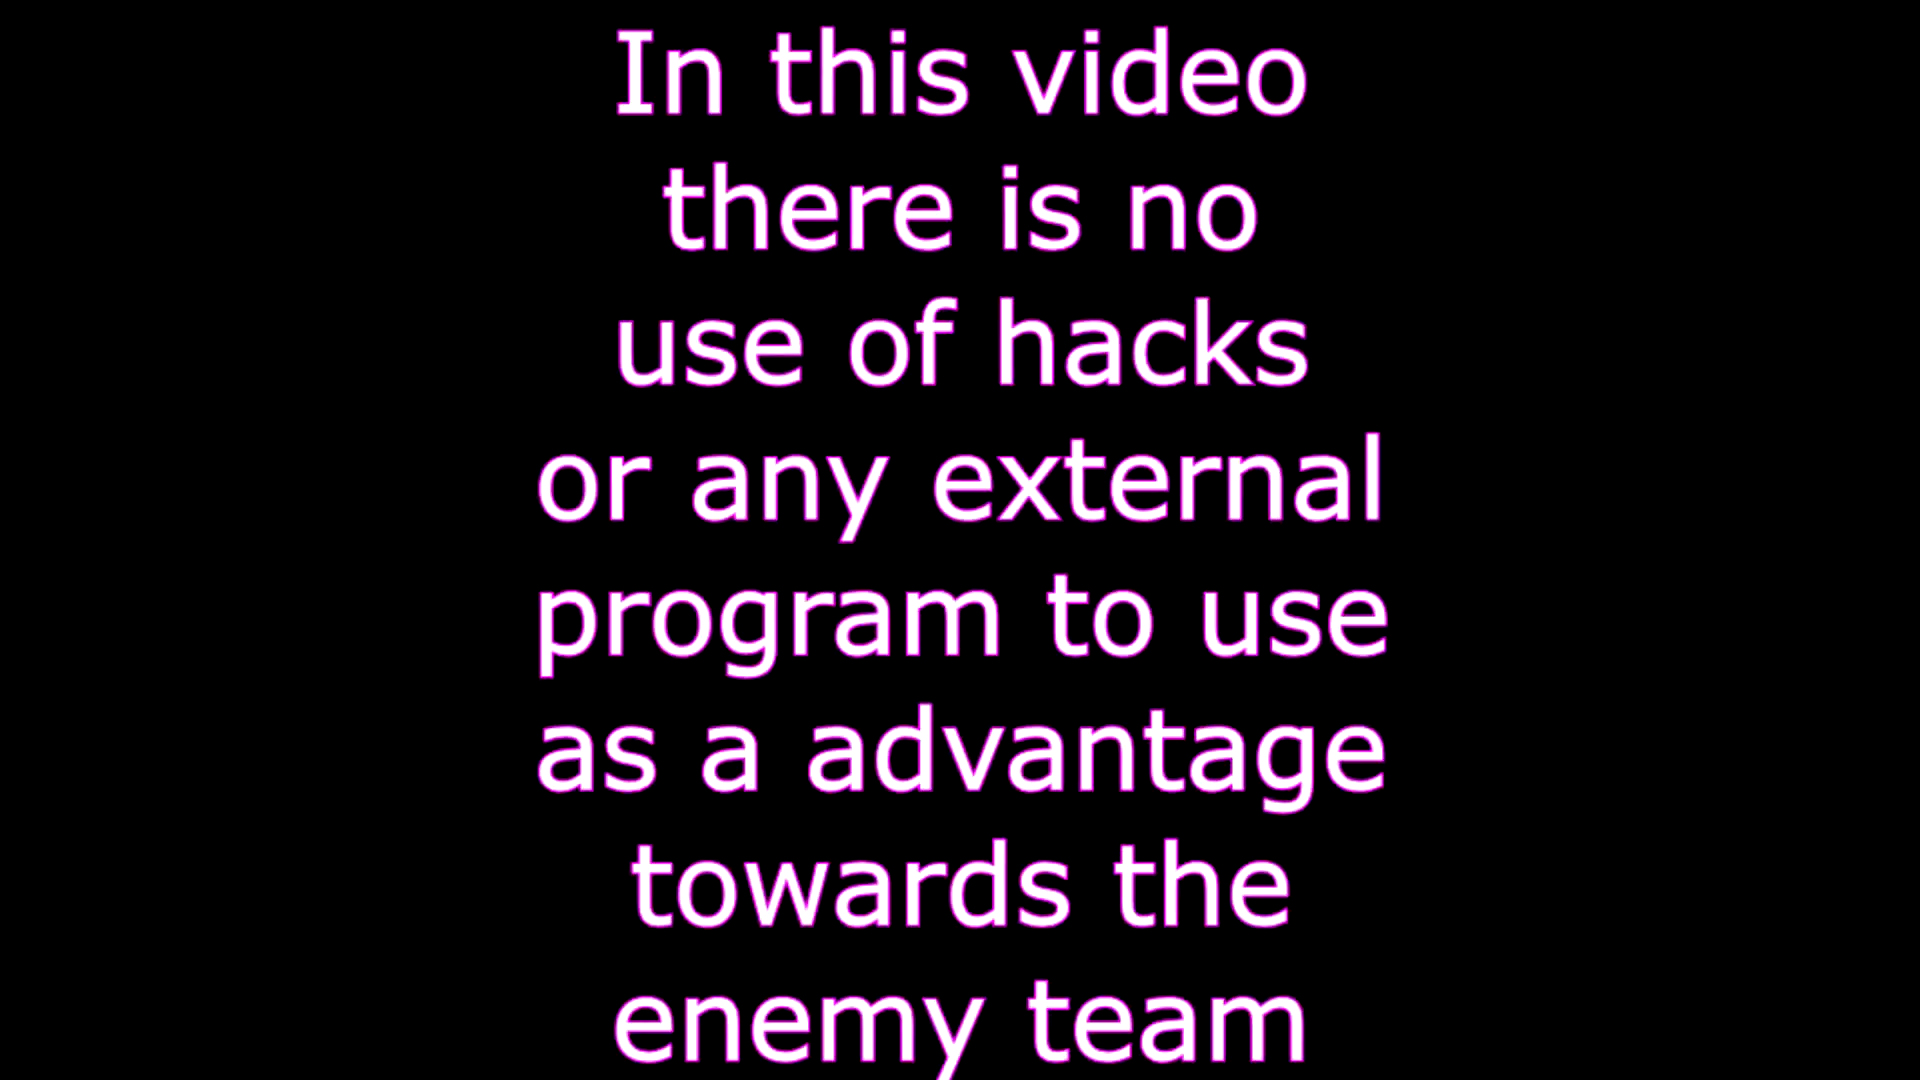 In this video
there is no
use of hacks
or any external
program to use
as a advantage
towards the
enemy team